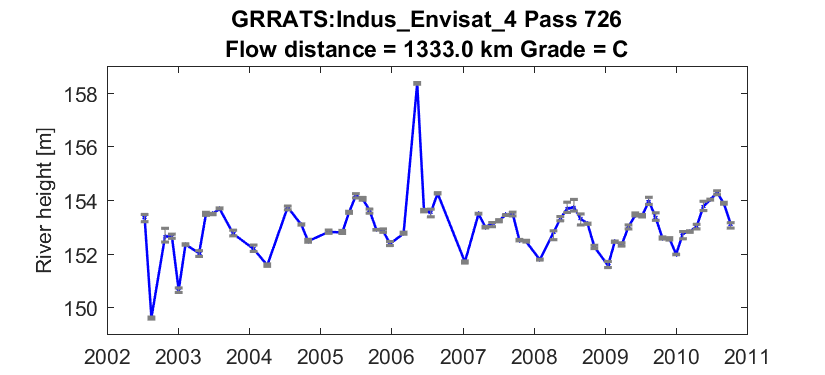 GRRATS:Indus_Envisat_4 Pass 726
Flow distance = 1333.0 km Grade = C
River height [m]
158
156
154
152
150
2002 2003 2004 2005 2006 2007 2008 2009 2010 2011